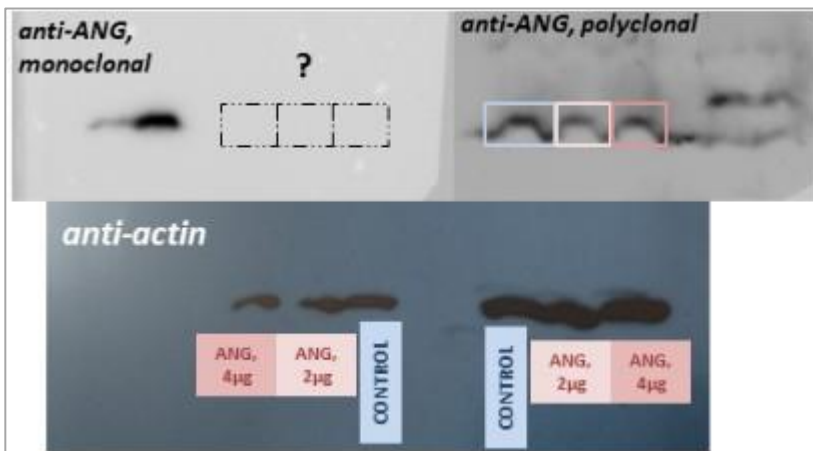 anti-ANG,
monoclonal
?
anti-ANG, polyclonal
anti-actin
ANG,
4µg
ANG,
2µg
CONTROL
CONTROL
ANG,
2µg
ANG,
4µg